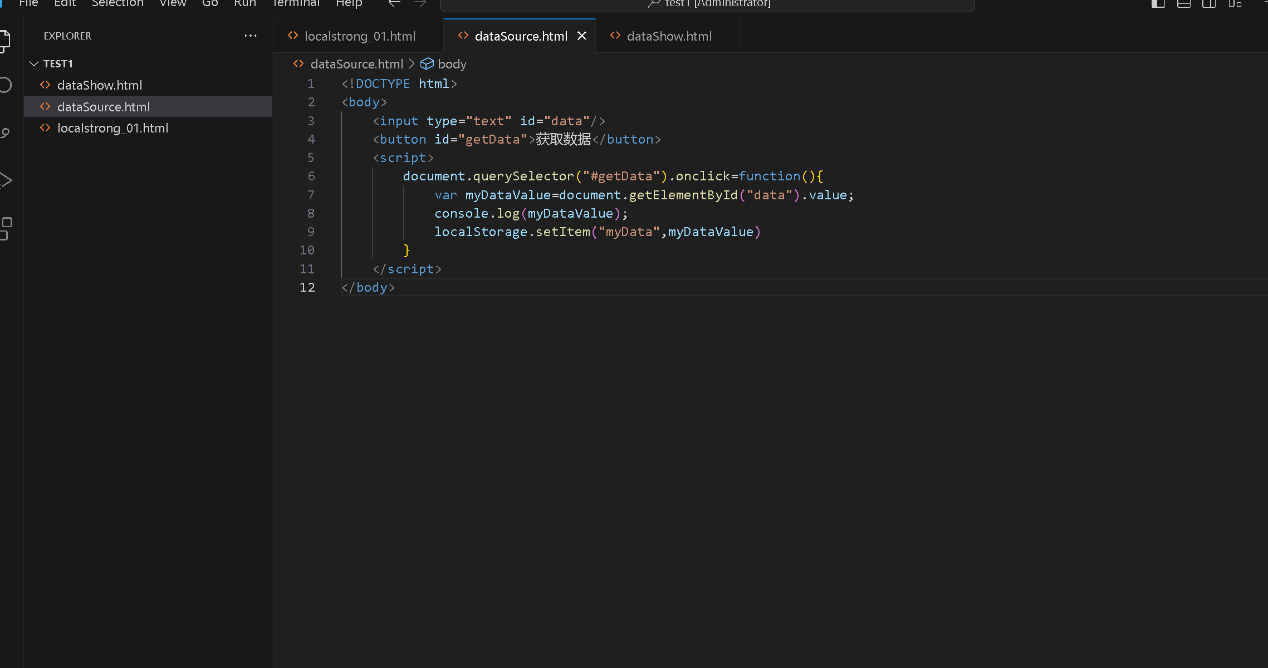 File Edit Selection View Go Run Terminal Help
test1 [Administrator]
EXPLORER
TEST1
dataShow.html
dataSource.html
localstrong_01.html
localstrong_01.html dataSource.html dataShow.html
dataSource.html > body
1 <!DOCTYPE html>
2 <body>
3 <input type="text" id="data"/>
4 <button id="getData">获取数据</button>
5 <script>
6 document.querySelector("#getData").onclick=function(){
7 var myDataValue=document.getElementById("data").value;
8 console.log(myDataValue);
9 localStorage.setItem("myData",myDataValue)
10 }
11 </script>
12 </body>